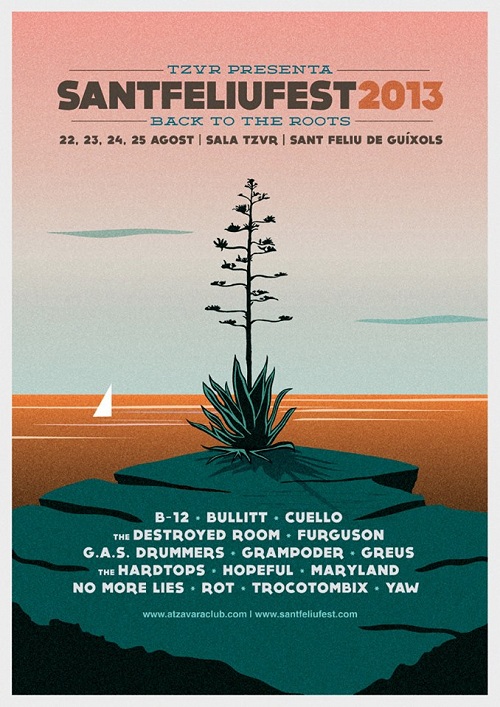 TZVR PRESENTA
SANTFELIUFEST2013
BACK TO THE ROOTS
22, 23, 24, 25 AGOST | SALA TZVR | SANT FELIU DE GUÍXOLS
B-12 • BULLITT • CUELLO
THE DESTROYED ROOM • FURGUSON
G.A.S. DRUMMERS • GRAMPODER • GREUS
THE HARDTOPS • HOPEFUL • MARYLAND
NO MORE LIES • ROT • TROCOTOMBIX • YAW
www.atzavaraclub.com | www.santfeliufest.com